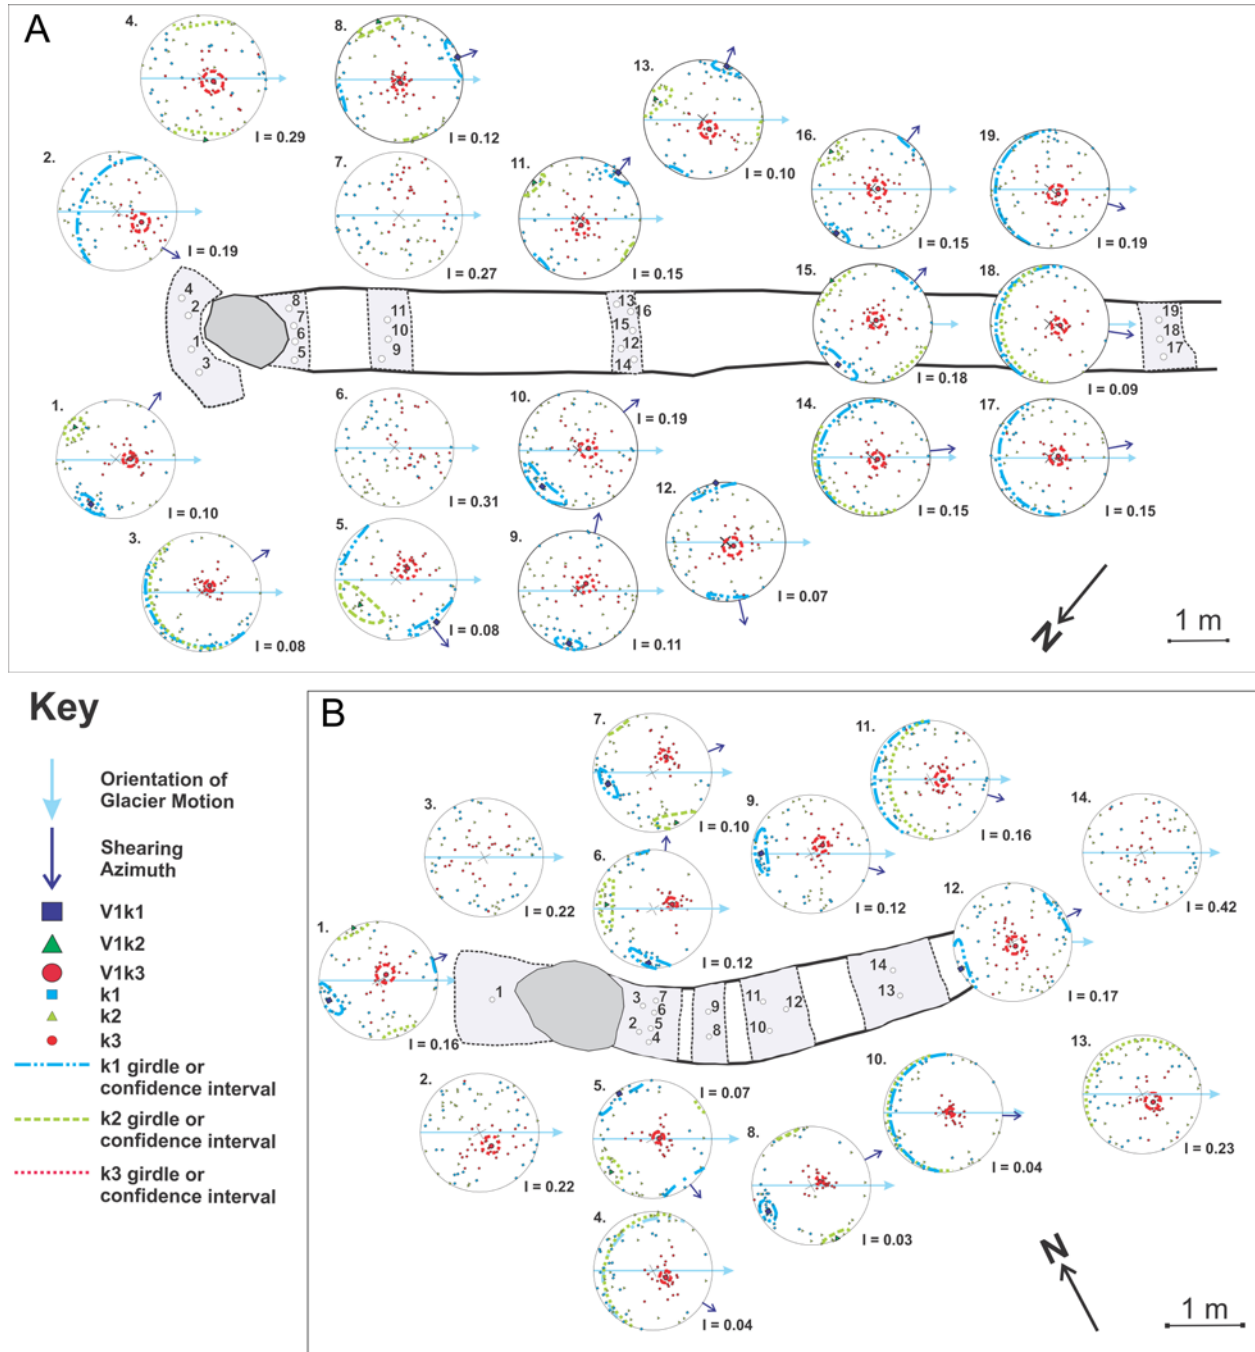 A
4.
I = 0.29
8.
I = 0.12
13.
I = 0.10
2.
I = 0.19
7.
I = 0.27
11.
I = 0.15
16.
I = 0.15
19.
I = 0.19
4
2
1
3
8
7
6
5
11
10
9
13
16
15
12
14
19
18
17
15.
I = 0.18
18.
I = 0.09
1.
I = 0.10
6.
I = 0.31
10.
I = 0.19
14.
I = 0.15
17.
I = 0.15
3.
I = 0.08
5.
I = 0.08
9.
I = 0.11
12.
I = 0.07
N
1 m
Key
Orientation of
Glacier Motion
Shearing
Azimuth
V1k1
V1k2
V1k3
k1
k2
k3
k1 girdle or
confidence interval
k2 girdle or
confidence interval
k3 girdle or
confidence interval
B
7.
I = 0.10
11.
I = 0.16
3.
I = 0.22
9.
I = 0.12
14.
I = 0.42
6.
I = 0.12
1.
I = 0.16
12.
I = 0.17
1
3
7
6
2
5
4
9
8
11
12
10
14
13
2.
I = 0.22
5.
I = 0.07
8.
I = 0.03
10.
I = 0.04
13.
I = 0.23
4.
I = 0.04
N
1 m